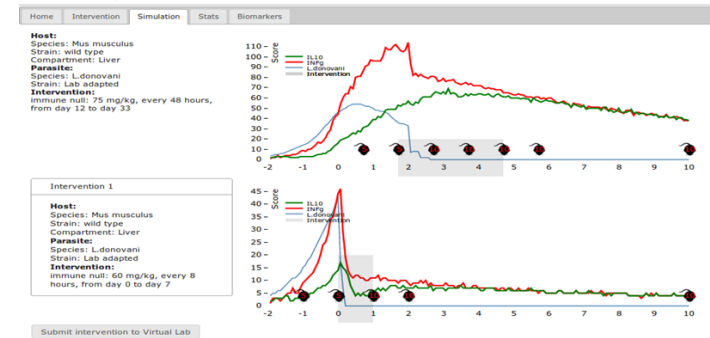 Home Intervention Simulation Stats Biomarkers
Host:
Species: Mus musculus
Strain: wild type
Compartment: Liver
Parasite:
Species: L.donovani
Strain: Lab adapted
Intervention:
immune null: 75 mg/kg, every 48 hours,
from day 12 to day 33
110
100
90
80
70
60
50
40
30
20
10
0
Score
IL10
INFg
L.donovani
Intervention
-2 -1 0 1 2 3 4 5 6 7 8 9 10
Intervention 1
Host:
Species: Mus musculus
Strain: wild type
Compartment: Liver
Parasite:
Species: L.donovani
Strain: Lab adapted
Intervention:
immune null: 60 mg/kg, every 8
hours, from day 0 to day 7
45
40
35
30
25
20
15
10
5
0
Score
IL10
INFg
L.donovani
Intervention
-2 -1 0 1 2 3 4 5 6 7 8 9 10
Submit intervention to Virtual Lab